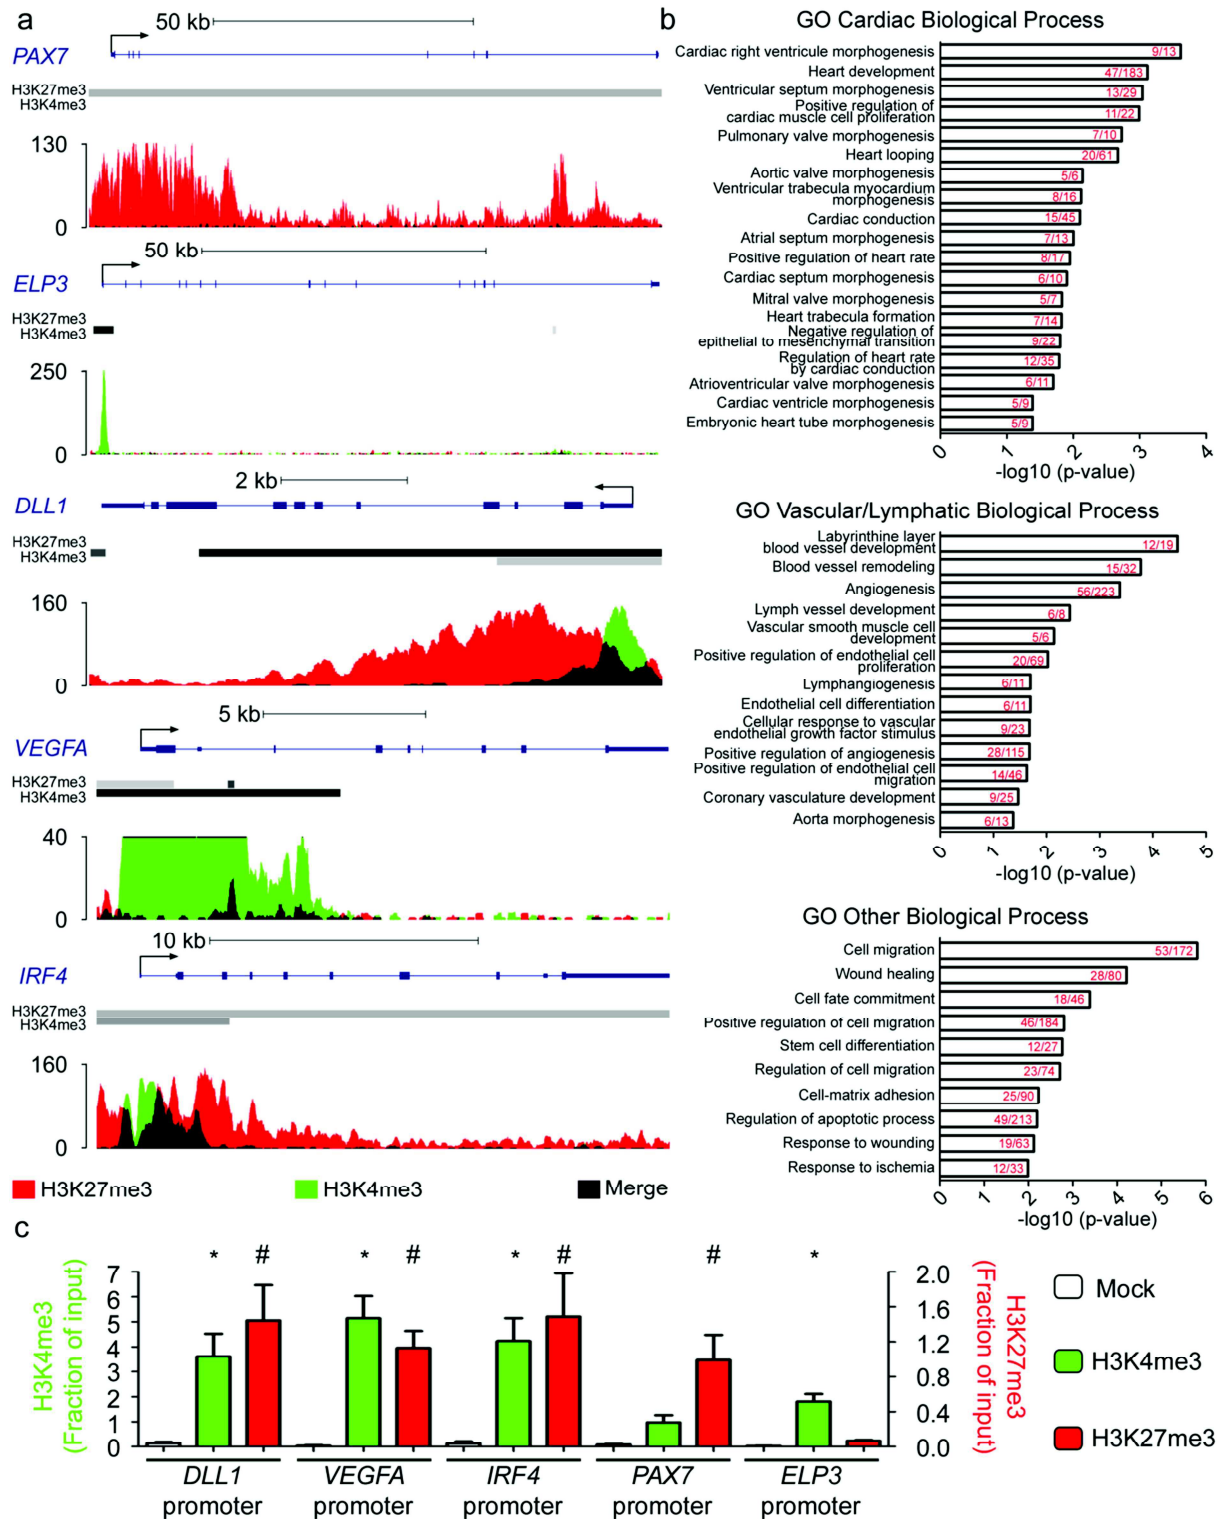 a
50 kb
PAX7
H3K27me3
H3K4me3
130
0
50 kb
ELP3
H3K27me3
H3K4me3
250
0
2 kb
DLL1
H3K27me3
H3K4me3
160
0
5 kb
VEGFA
H3K27me3
H3K4me3
40
0
10 kb
IRF4
H3K27me3
H3K4me3
160
0
H3K27me3 H3K4me3 Merge
b
GO Cardiac Biological Process
Cardiac right ventricule morphogenesis 9/13
Heart development 47/183
Ventricular septum morphogenesis 13/29
Positive regulation of
cardiac muscle cell proliferation 11/22
Pulmonary valve morphogenesis 7/10
Heart looping 20/61
Aortic valve morphogenesis 5/6
Ventricular trabecula myocardium
morphogenesis 8/16
Cardiac conduction 15/45
Atrial septum morphogenesis 7/13
Positive regulation of heart rate 8/17
Cardiac septum morphogenesis 6/10
Mitral valve morphogenesis 5/7
Heart trabecula formation 7/14
Negative regulation of
epithelial to mesenchymal transition 9/22
Regulation of heart rate
by cardiac conduction 12/35
Atrioventricular valve morphogenesis 6/11
Cardiac ventricle morphogenesis 5/9
Embryonic heart tube morphogenesis 5/9
0 1 2 3 4
-log10 (p-value)
GO Vascular/Lymphatic Biological Process
Labyrinthine layer
blood vessel development 12/19
Blood vessel remodeling 15/32
Angiogenesis 56/223
Lymph vessel development 6/8
Vascular smooth muscle cell
development 5/6
Positive regulation of endothelial cell
proliferation 20/69
Lymphangiogenesis 6/11
Endothelial cell differentiation 6/11
Cellular response to vascular
endothelial growth factor stimulus 9/23
Positive regulation of angiogenesis 28/115
Positive regulation of endothelial cell
migration 14/46
Coronary vasculature development 9/25
Aorta morphogenesis 6/13
0 1 2 3 4 5
-log10 (p-value)
GO Other Biological Process
Cell migration 53/172
Wound healing 28/80
Cell fate commitment 18/46
Positive regulation of cell migration 46/184
Stem cell differentiation 12/27
Regulation of cell migration 23/74
Cell-matrix adhesion 25/90
Regulation of apoptotic process 49/213
Response to wounding 19/63
Response to ischemia 12/33
0 1 2 3 4 5 6
-log10 (p-value)
c
H3K4me3
(Fraction of input)
7
6
5
4
3
2
1
0
* # * # * # # *
2.0
1.6
1.2
0.8
0.4
0.0
H3K27me3
(Fraction of input)
DLL1 VEGFA IRF4 PAX7 ELP3
promoter promoter promoter promoter promoter
Mock
H3K4me3
H3K27me3